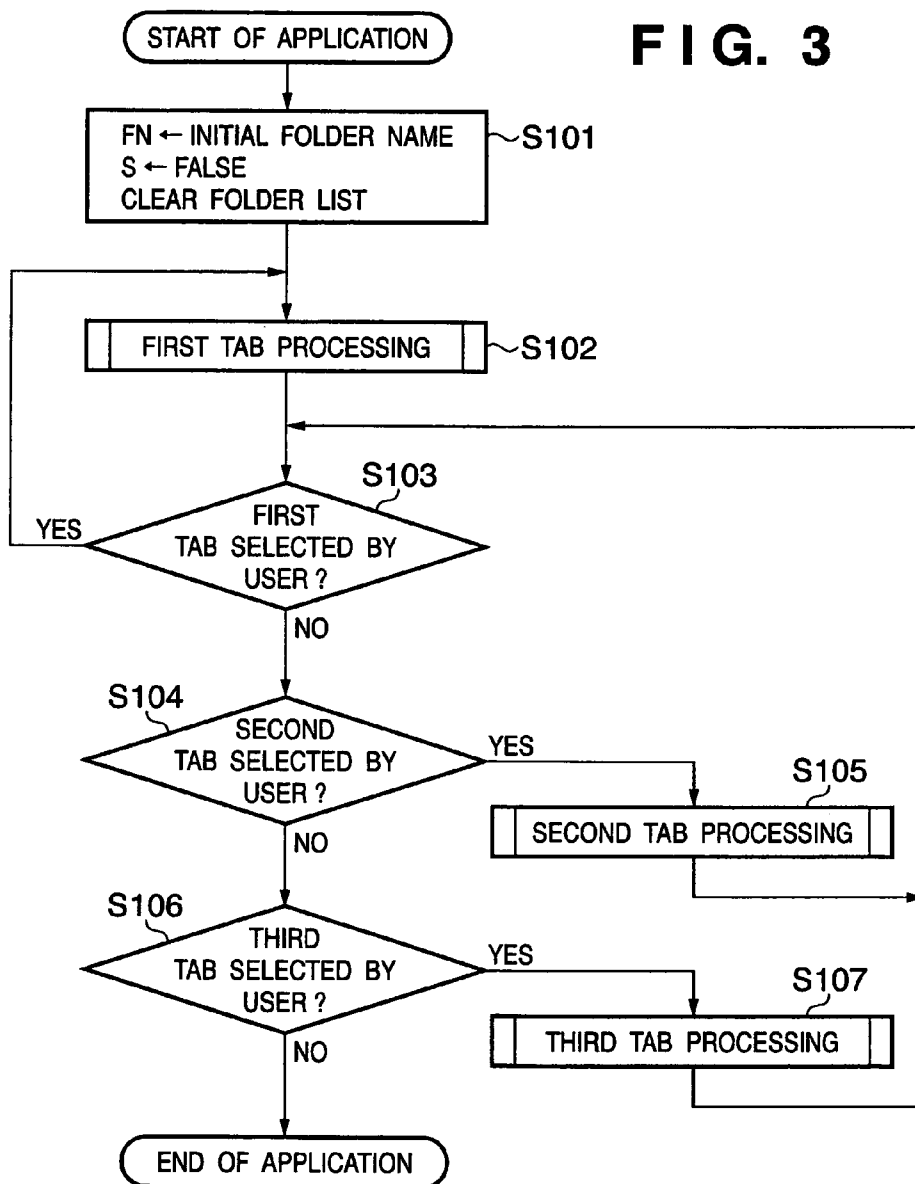 START OF APPLICATION
FIG. 3
FN ← INITIAL FOLDER NAME
S ← FALSE
CLEAR FOLDER LIST
S101
FIRST TAB PROCESSING
S102
S103
YES
FIRST
TAB SELECTED BY
USER ?
NO
S104
SECOND
TAB SELECTED BY
USER ?
YES
NO
S105
SECOND TAB PROCESSING
S106
THIRD
TAB SELECTED BY
USER ?
YES
NO
S107
THIRD TAB PROCESSING
END OF APPLICATION